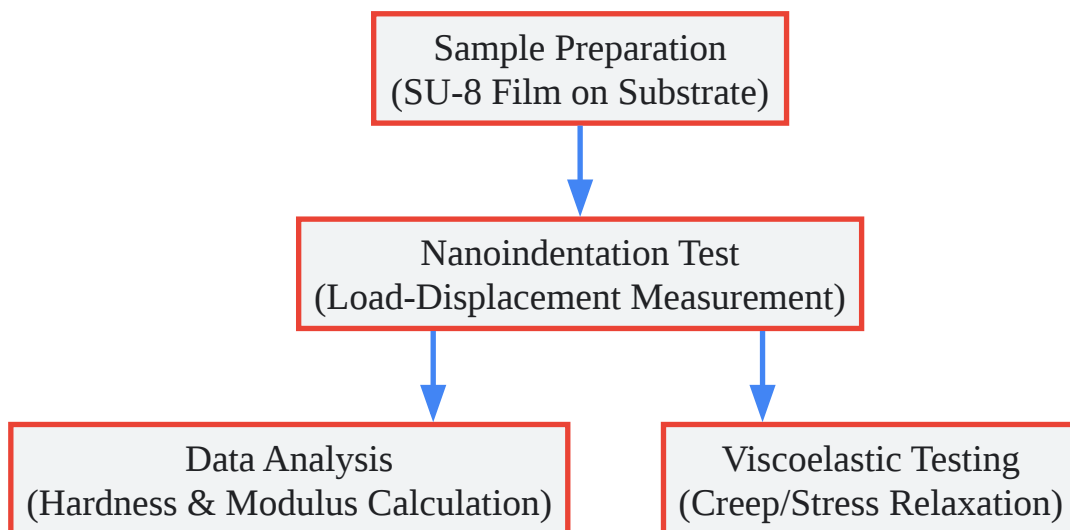 Sample Preparation
(SU-8 Film on Substrate)
Nanoindentation Test
(Load-Displacement Measurement)
Data Analysis
(Hardness & Modulus Calculation)
Viscoelastic Testing
(Creep/Stress Relaxation)